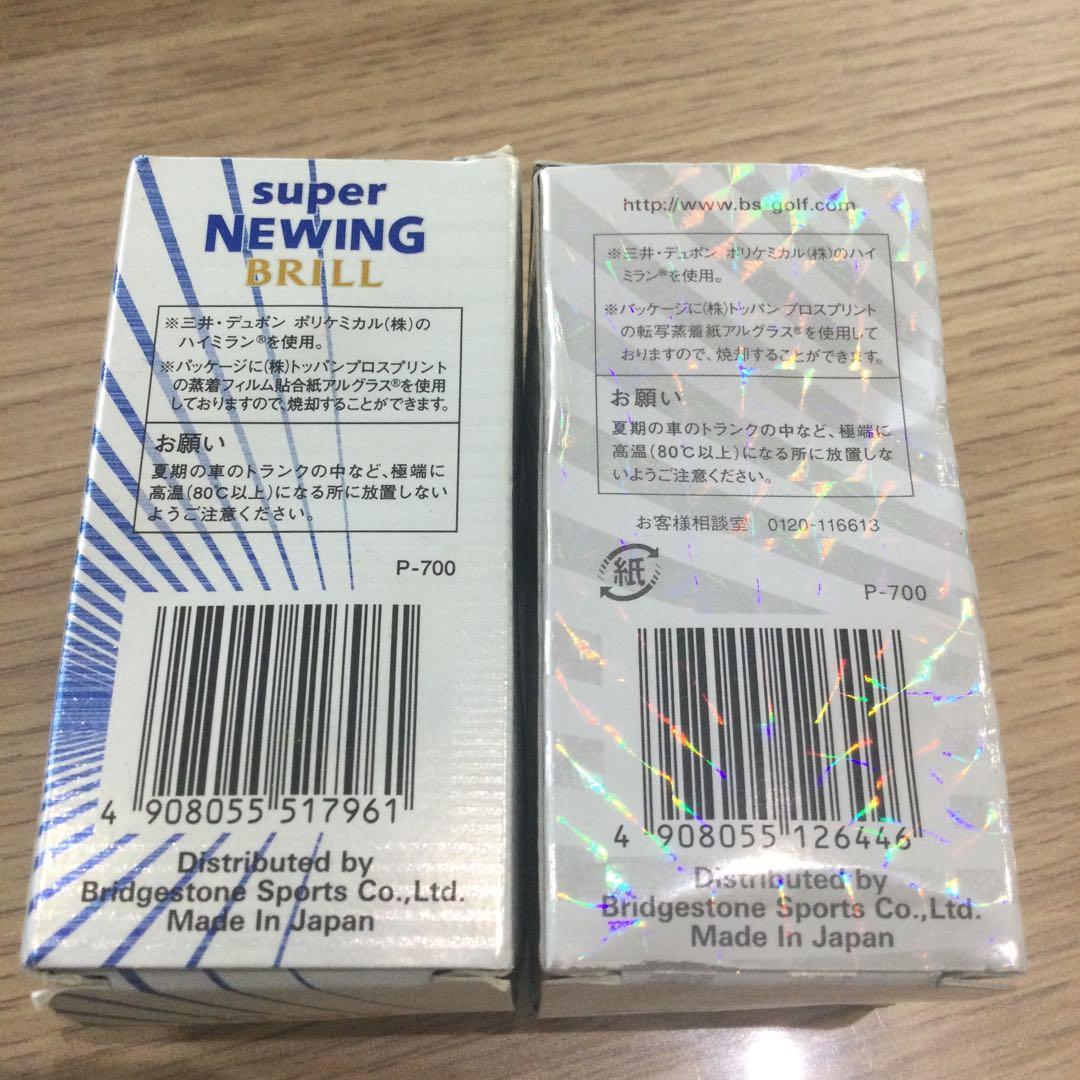 super
NEWING
BRILL
※三井・デュポン ポリケミカル(株)の
ハイミラン®を使用。
※パッケージに(株)トッパンプロスプリント
の蒸着フィルム貼合紙アルグラス®を使用
しておりますので、焼却することができます。
お願い
夏期の車のトランクの中など、極端に
高温(80℃以上)になる所に放置しない
ようご注意ください。
P-700
4 908055 517961
Distributed by
Bridgestone Sports Co.,Ltd.
Made In Japan
http://www.bs-golf.com
※三井・デュポン ポリケミカル(株)のハイ
ミラン®を使用。
※パッケージに(株)トッパン プロスプリント
の転写蒸着紙アルグラス®を使用して
おりますので、焼却することができます。
お願い
夏期の車のトランクの中など、極端に
高温(80℃以上)になる所に放置しな
いようご注意ください。
お客様相談室 0120-116613
紙
P-700
4 908055 126446
Distributed by
Bridgestone Sports Co.,Ltd.
Made In Japan